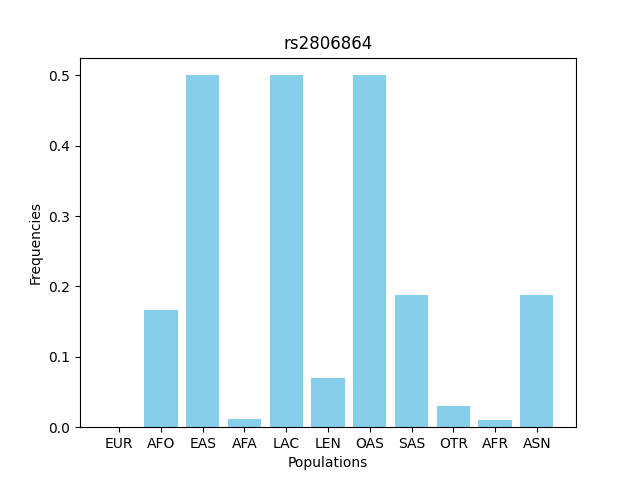 rs2806864
0.5
0.4
0.3
0.2
0.1
0.0
Frequencies
EUR AFO EAS AFA LAC LEN OAS SAS OTR AFR ASN
Populations